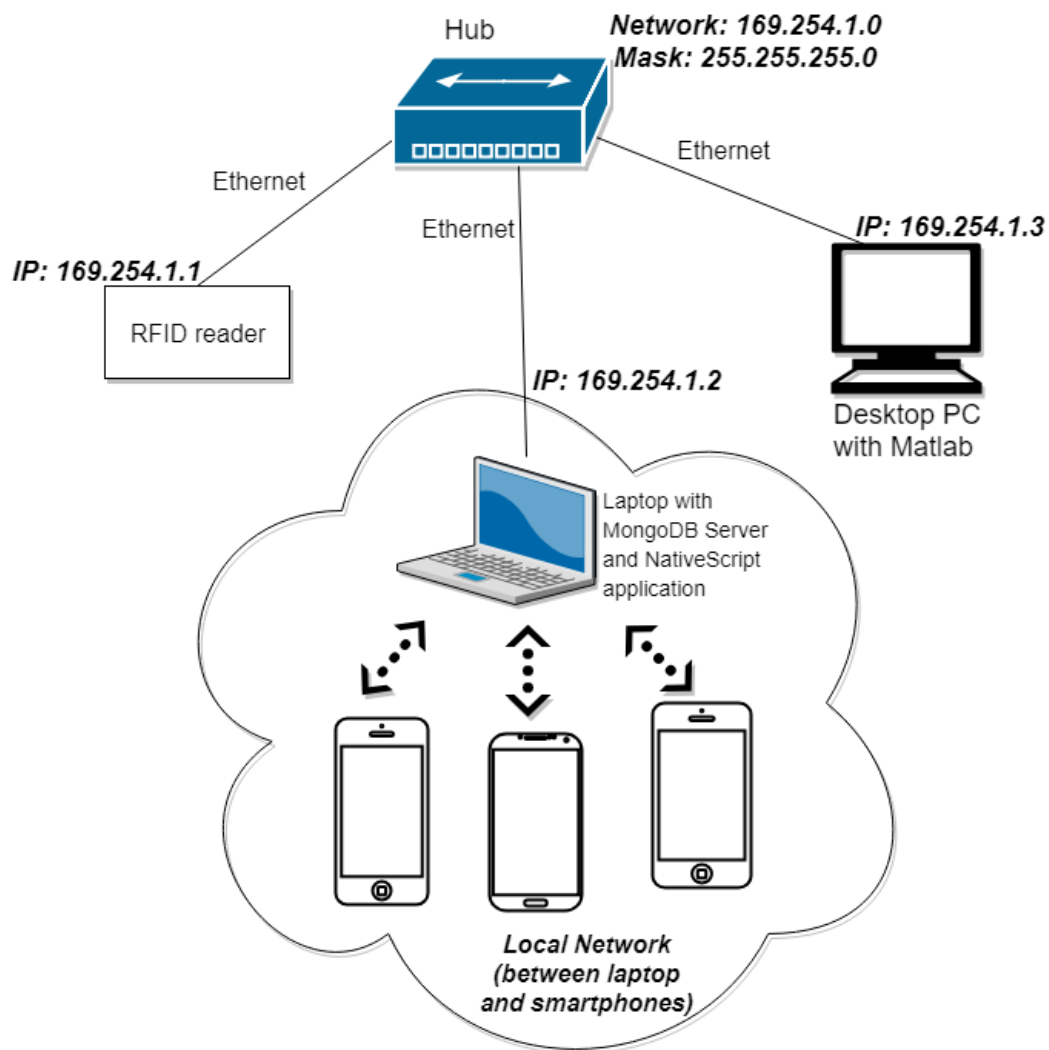 Hub
Network: 169.254.1.0
Mask: 255.255.255.0
Ethernet
Ethernet
Ethernet
IP: 169.254.1.1
IP: 169.254.1.3
RFID reader
IP: 169.254.1.2
Desktop PC
with Matlab
Laptop with
MongoDB Server
and NativeScript
application
Local Network
(between laptop
and smartphones)